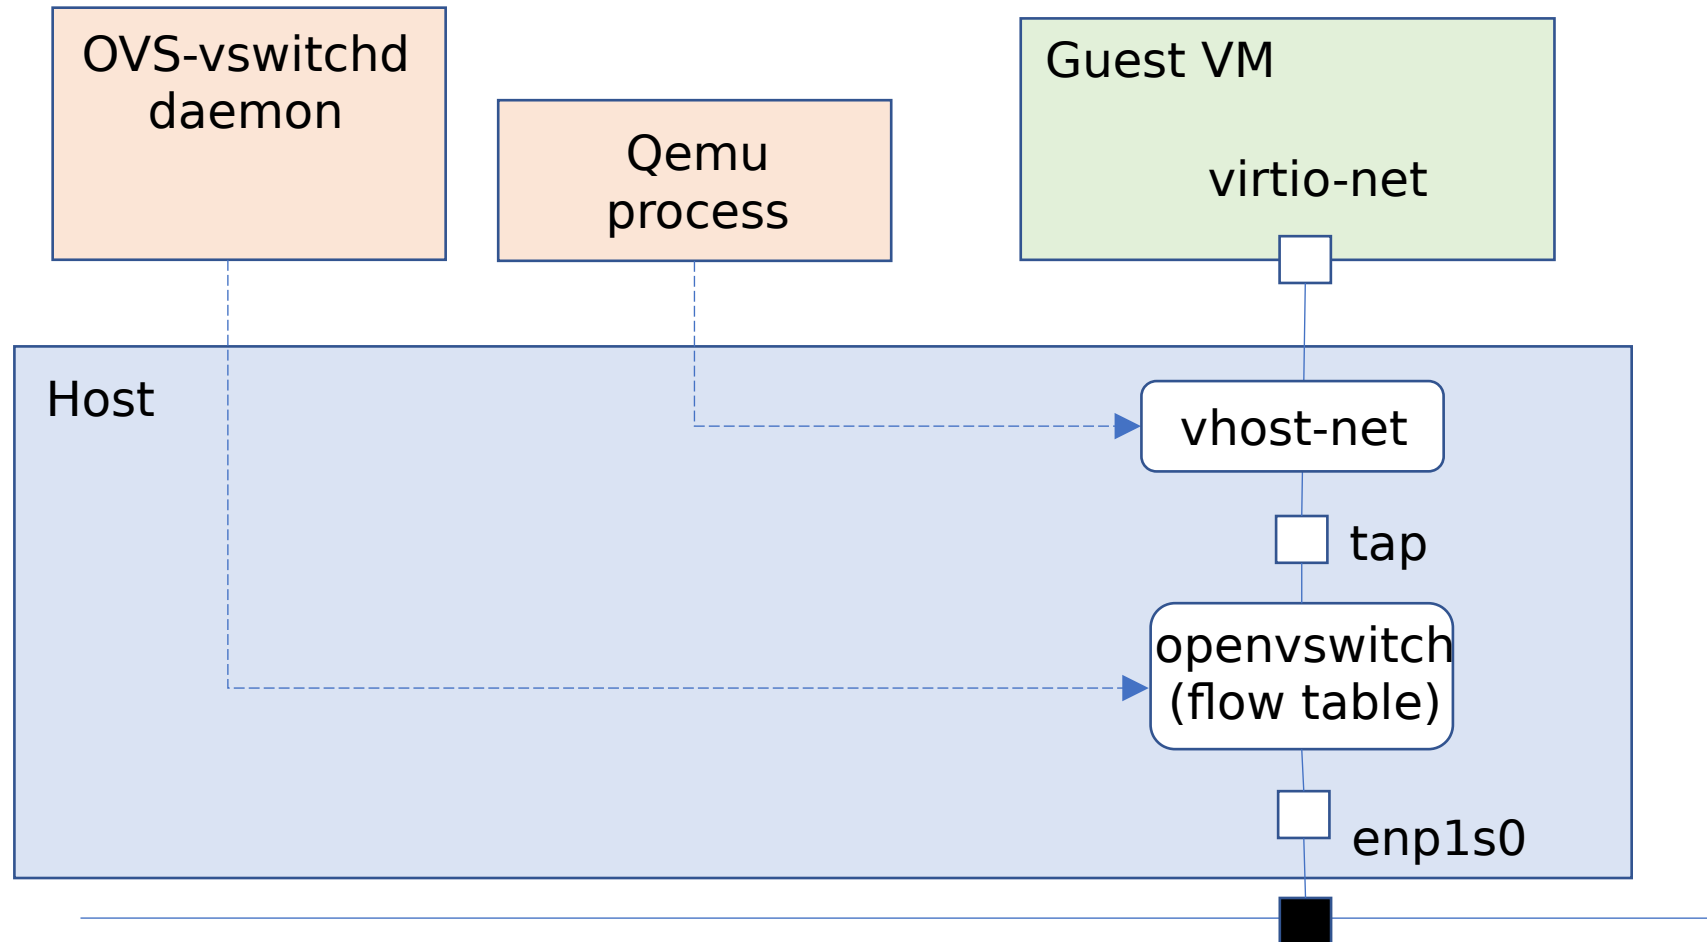 OVS-vswitchd
daemon
Qemu
process
Guest VM
virtio-net
Host
vhost-net
tap
openvswitch
(flow table)
enp1s0